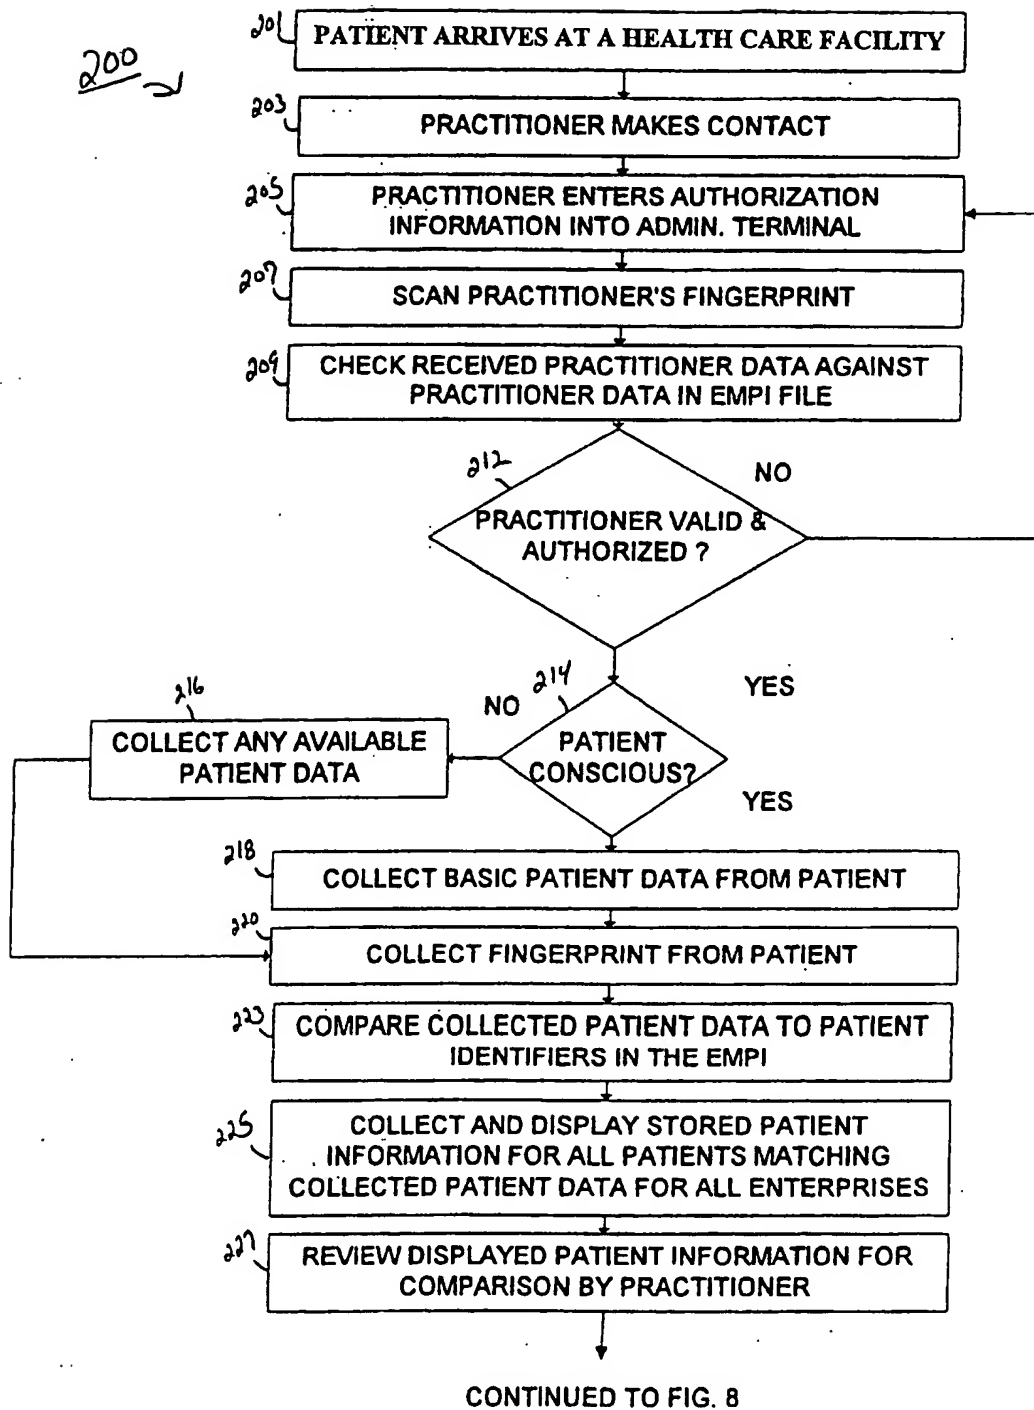 200
201
PATIENT ARRIVES AT A HEALTH CARE FACILITY
203
PRACTITIONER MAKES CONTACT
205
PRACTITIONER ENTERS AUTHORIZATION
INFORMATION INTO ADMIN. TERMINAL
207
SCAN PRACTITIONER'S FINGERPRINT
209
CHECK RECEIVED PRACTITIONER DATA AGAINST
PRACTITIONER DATA IN EMPI FILE
212
NO
PRACTITIONER VALID &
AUTHORIZED ?
YES
214
NO
216
COLLECT ANY AVAILABLE
PATIENT DATA
PATIENT
CONSCIOUS?
YES
218
COLLECT BASIC PATIENT DATA FROM PATIENT
220
COLLECT FINGERPRINT FROM PATIENT
223
COMPARE COLLECTED PATIENT DATA TO PATIENT
IDENTIFIERS IN THE EMPI
225
COLLECT AND DISPLAY STORED PATIENT
INFORMATION FOR ALL PATIENTS MATCHING
COLLECTED PATIENT DATA FOR ALL ENTERPRISES
227
REVIEW DISPLAYED PATIENT INFORMATION FOR
COMPARISON BY PRACTITIONER
CONTINUED TO FIG. 8